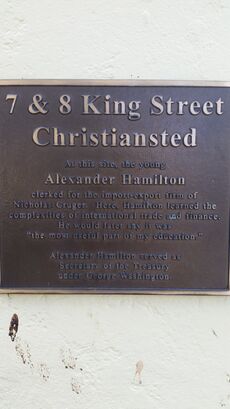 7 & 8 King Street
Christiansted
At this site, the young
Alexander Hamilton
clerked for the import-export firm of
Nicholas Cruger. Here, Hamilton learned the
complexities of international trade and finance.
He would later say it was
"the most useful part of my education."
Alexander Hamilton served as
Secretary of the Treasury
under George Washington.